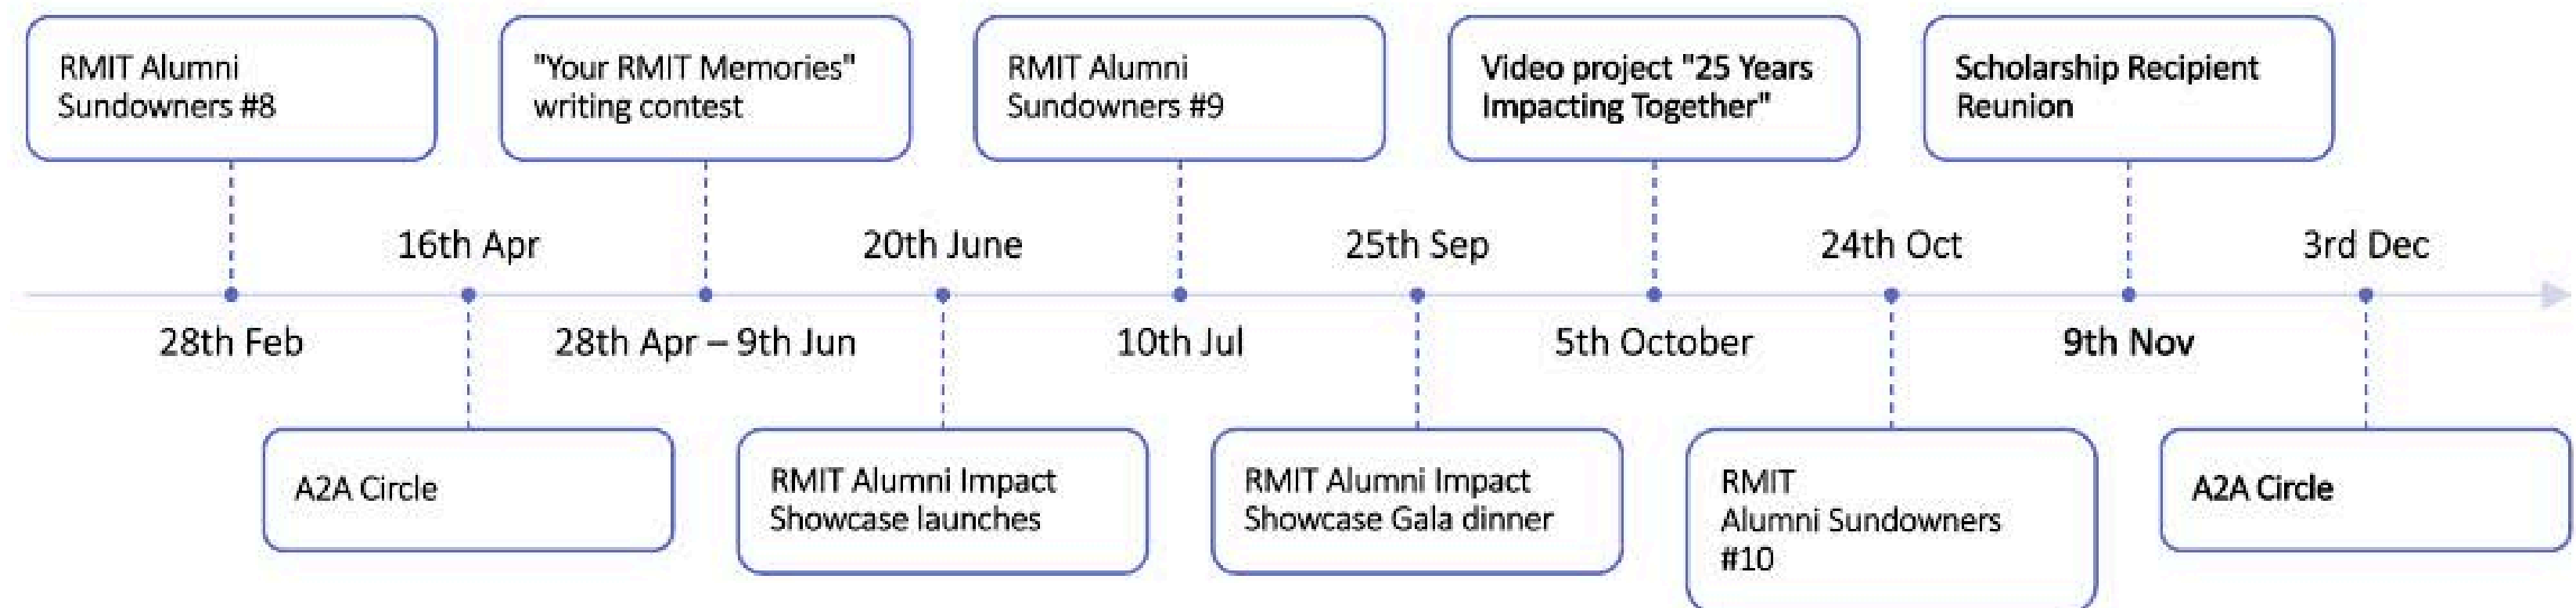 RMIT Alumni
Sundowners #8
"Your RMIT Memories"
writing contest
RMIT Alumni
Sundowners #9
Video project "25 Years
Impacting Together"
Scholarship Recipient
Reunion
16th Apr
20th June
25th Sep
24th Oct
3rd Dec
28th Feb
28th Apr – 9th Jun
10th Jul
5th October
9th Nov
A2A Circle
RMIT Alumni Impact
Showcase launches
RMIT Alumni Impact
Showcase Gala dinner
RMIT
Alumni Sundowners
#10
A2A Circle